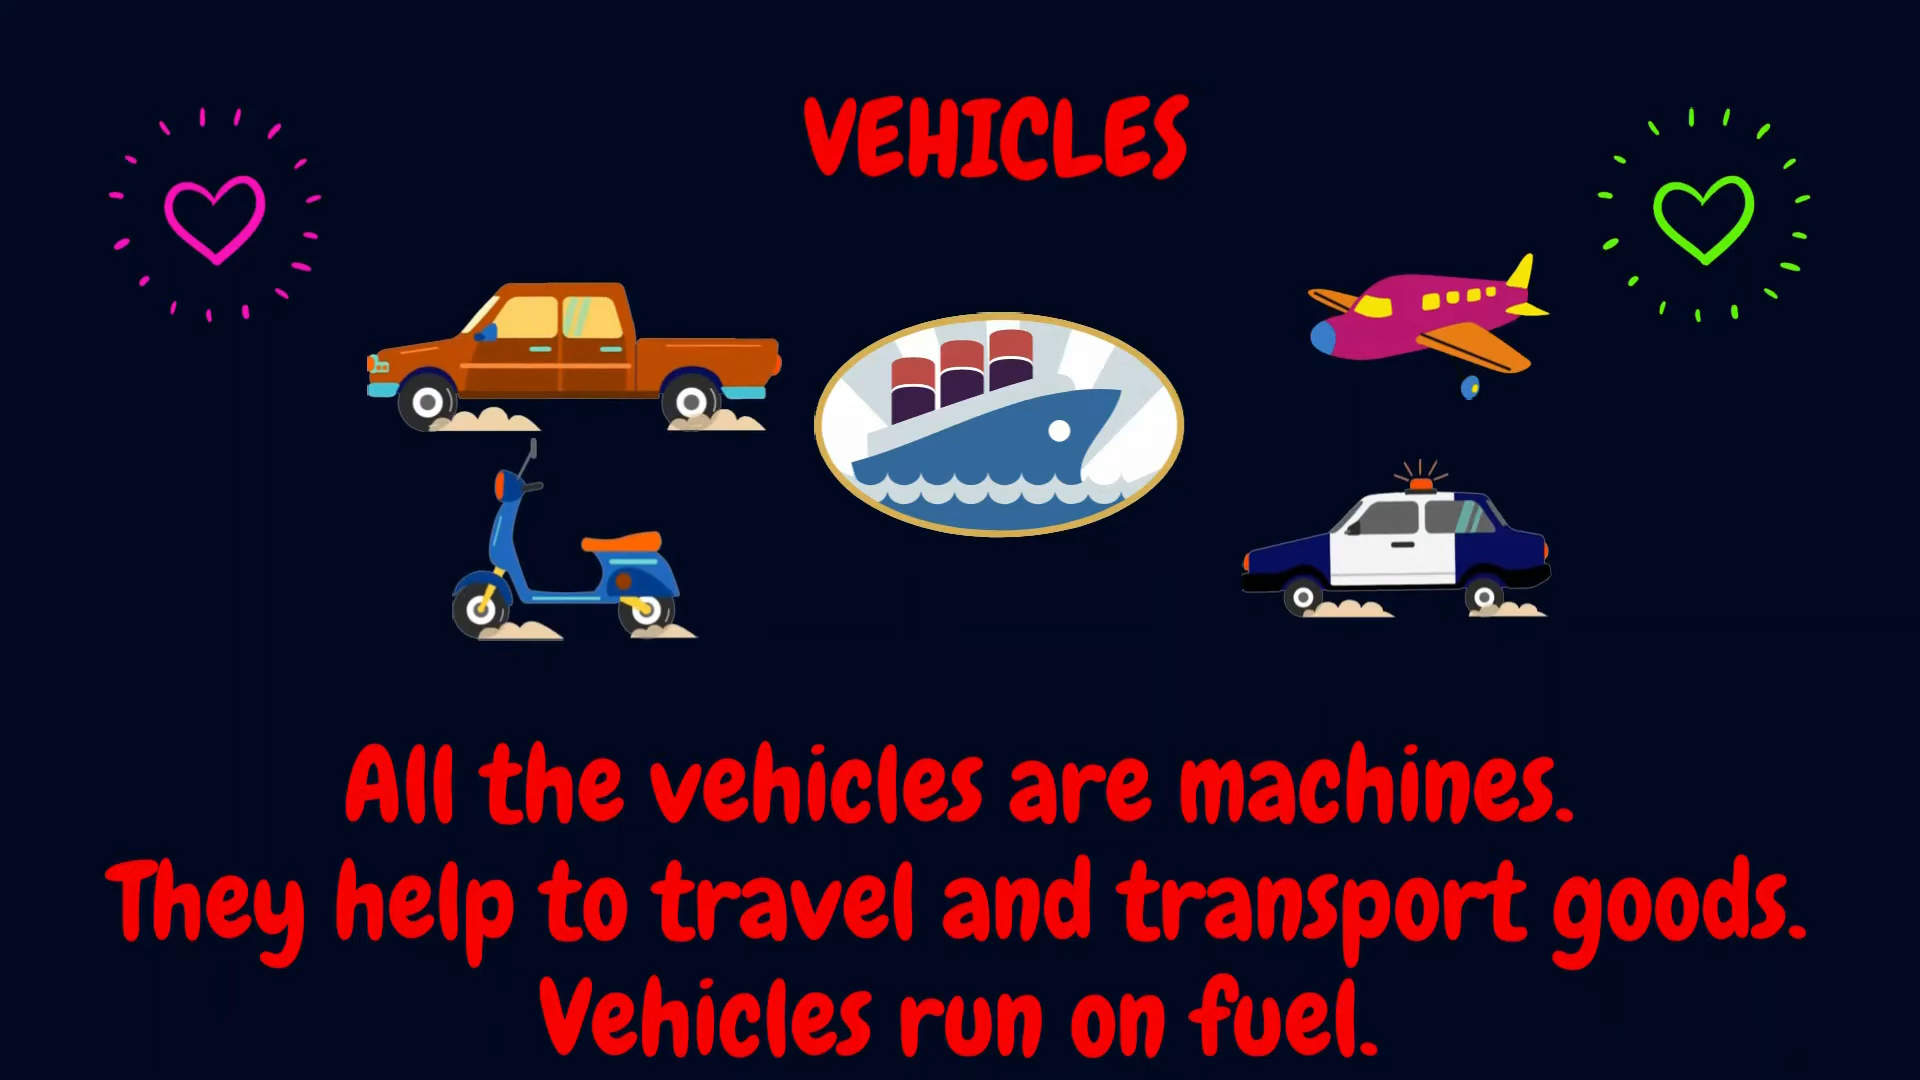 VEHICLES
All the vehicles are machines.
They help to travel and transport goods.
Vehicles run on fuel.